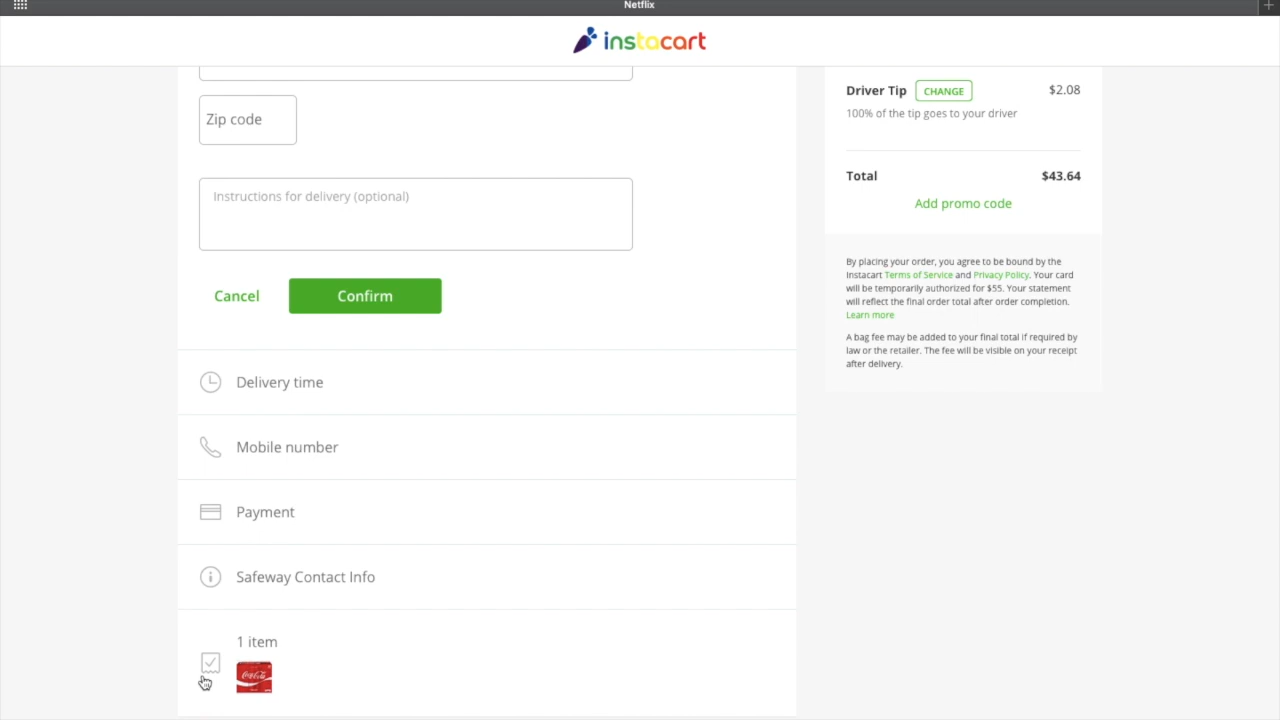 Netflix
instacart
Zip code
Instructions for delivery (optional)
Cancel
Confirm
Delivery time
Mobile number
Payment
Safeway Contact Info
1 item
Coca-Cola
Driver Tip CHANGE $2.08
100% of the tip goes to your driver
Total $43.64
Add promo code
By placing your order, you agree to be bound by the
Instacart Terms of Service and Privacy Policy. Your card
will be temporarily authorized for $55. Your statement
will reflect the final order total after order completion.
Learn more
A bag fee may be added to your final total if required by
law or the retailer. The fee will be visible on your receipt
after delivery.